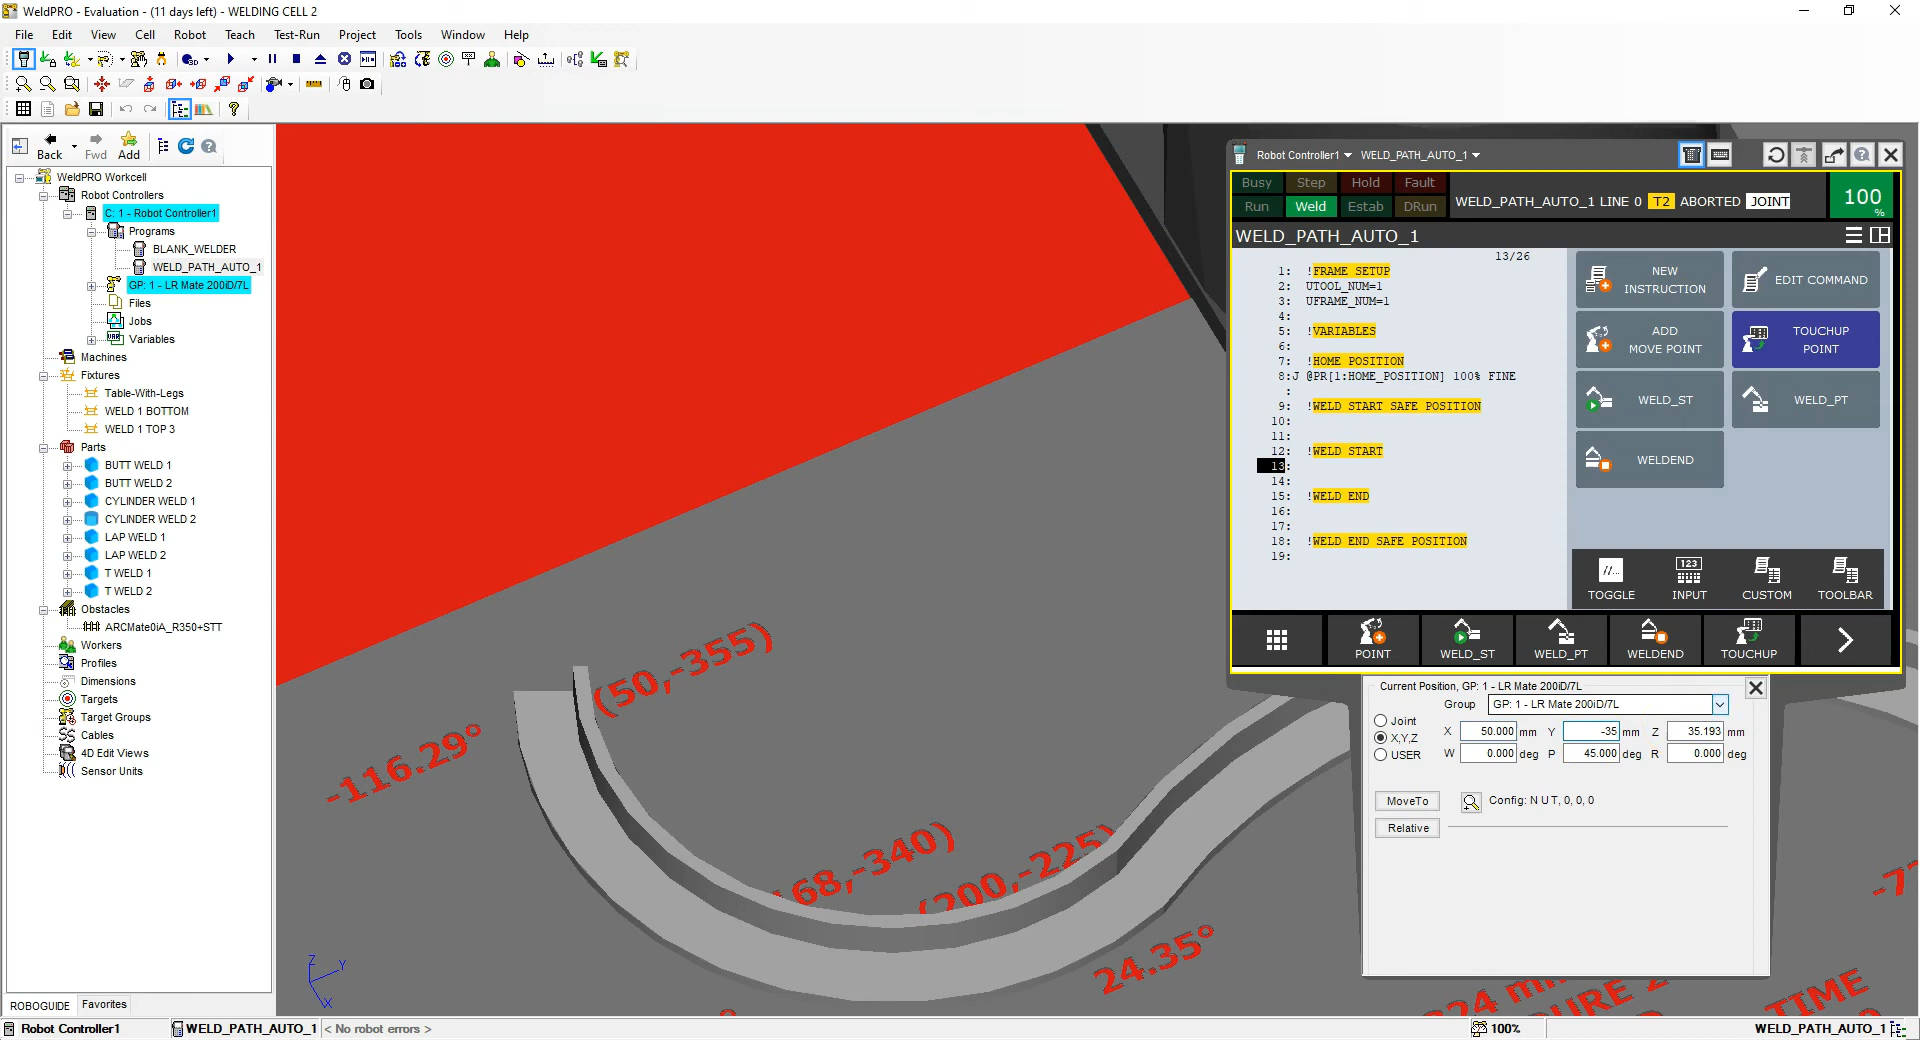 WeldPRO - Evaluation - (11 days left) - WELDING CELL 2
File Edit View Cell Robot Teach Test-Run Project Tools Window Help
Back Fwd Add
WeldPRO Workcell
Robot Controllers
C: 1 - Robot Controller1
Programs
BLANK_WELDER
WELD_PATH_AUTO_1
GP: 1 - LR Mate 200iD/7L
Files
Jobs
Variables
Machines
Fixtures
Table-With-Legs
WELD 1 BOTTOM
WELD 1 TOP 3
Parts
BUTT WELD 1
BUTT WELD 2
CYLINDER WELD 1
CYLINDER WELD 2
LAP WELD 1
LAP WELD 2
T WELD 1
T WELD 2
Obstacles
ARCMate0iA_R350+STT
Workers
Profiles
Dimensions
Targets
Target Groups
Cables
4D Edit Views
Sensor Units
ROBOGUIDE Favorites
(50,-355)
-116.29°
68,-340)
(200,-225)
24.35°
Z
Y
X
24 mm
URE 2
TIME
-7
Robot Controller1 WELD_PATH_AUTO_1
Busy Step Hold Fault
Run Weld Estab DRun
WELD_PATH_AUTO_1 LINE 0 T2 ABORTED JOINT
100 %
WELD_PATH_AUTO_1
13/26
1: !FRAME SETUP
2: UTOOL_NUM=1
3: UFRAME_NUM=1
4:
5: !VARIABLES
6:
7: !HOME POSITION
8:J @PR[1:HOME_POSITION] 100% FINE
:
9: !WELD START SAFE POSITION
10:
11:
12: !WELD START
13:
14:
15: !WELD END
16:
17:
18: !WELD END SAFE POSITION
19:
NEW INSTRUCTION
EDIT COMMAND
ADD MOVE POINT
TOUCHUP POINT
WELD_ST
WELD_PT
WELDEND
TOGGLE INPUT CUSTOM TOOLBAR
POINT WELD_ST WELD_PT WELDEND TOUCHUP
Current Position, GP: 1 - LR Mate 200iD/7L
Group GP: 1 - LR Mate 200iD/7L
Joint
X,Y,Z
USER
X 50.000 mm Y -35 mm Z 35.193 mm
W 0.000 deg P 45.000 deg R 0.000 deg
MoveTo Config: N U T, 0, 0, 0
Relative
Robot Controller1 WELD_PATH_AUTO_1 < No robot errors > 100% WELD_PATH_AUTO_1